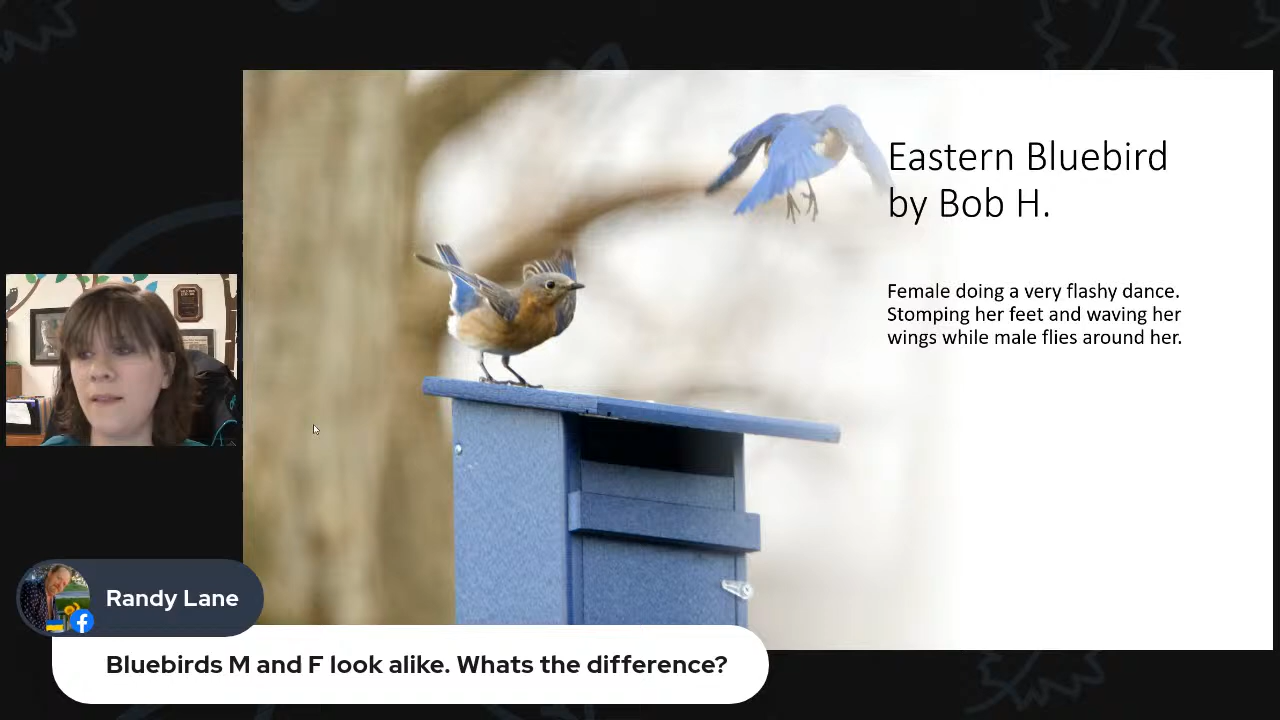 Eastern Bluebird
by Bob H.
Female doing a very flashy dance.
Stomping her feet and waving her
wings while male flies around her.
Randy Lane
Bluebirds M and F look alike. Whats the difference?